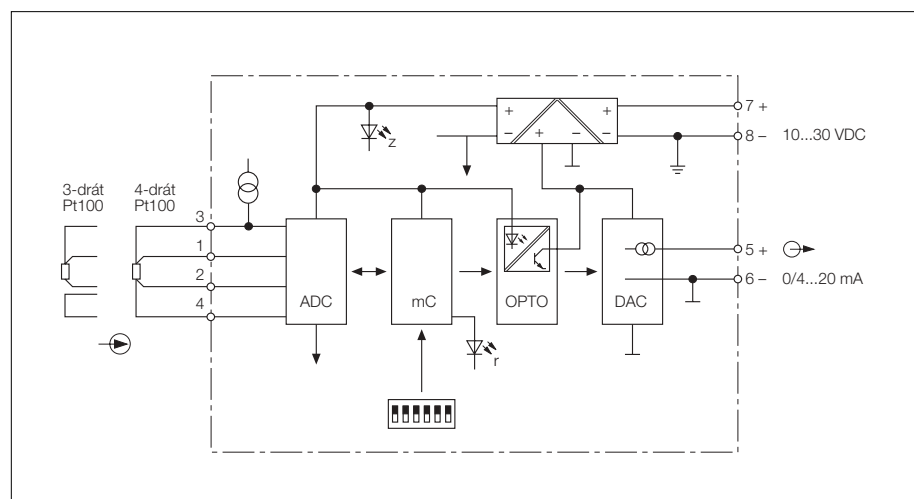 7 +
8 – 10...30 VDC
z
3-drát
Pt100
4-drát
Pt100
3
1
2
4
ADC
mC
OPTO
DAC
r
5 +
6 – 0/4...20 mA
+
–
+
–
+
–